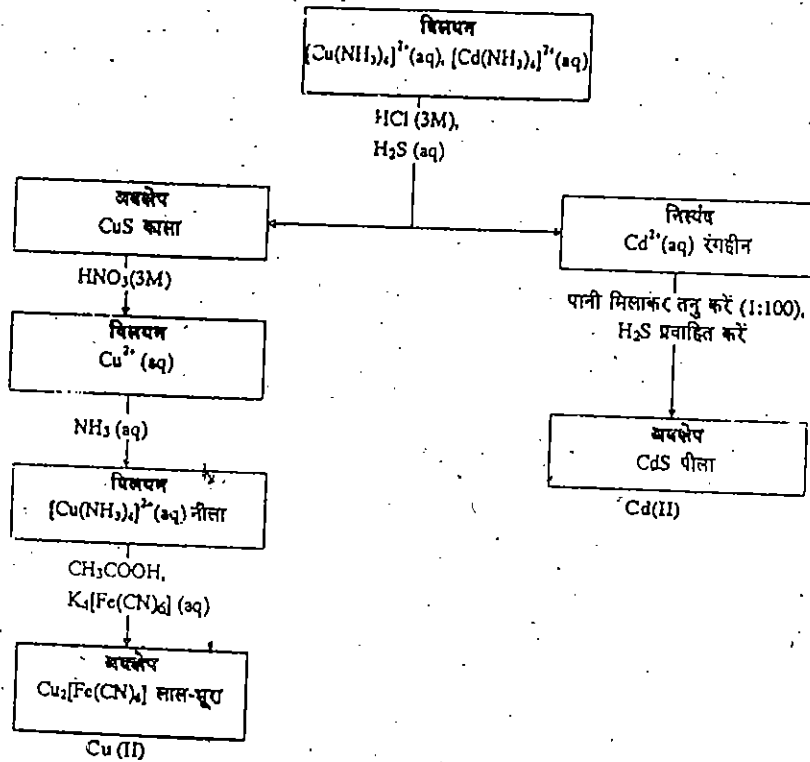 विलयन
[Cu(NH₃)₄]²⁺(aq), [Cd(NH₃)₄]²⁺(aq)
HCl (3M),
H₂S (aq)
अवक्षेप
CuS काला
HNO₃(3M)
विलयन
Cu²⁺ (aq)
NH₃ (aq)
विलयन
[Cu(NH₃)₄]²⁺(aq) नीला
CH₃COOH,
K₄[Fe(CN)₆] (aq)
अवक्षेप
Cu₂[Fe(CN)₆] लाल-भूरा
Cu (II)
निस्यंद
Cd²⁺(aq) रंगहीन
पानी मिलाकर तनु करें (1:100),
H₂S प्रवाहित करें
अवक्षेप
CdS पीला
Cd(II)